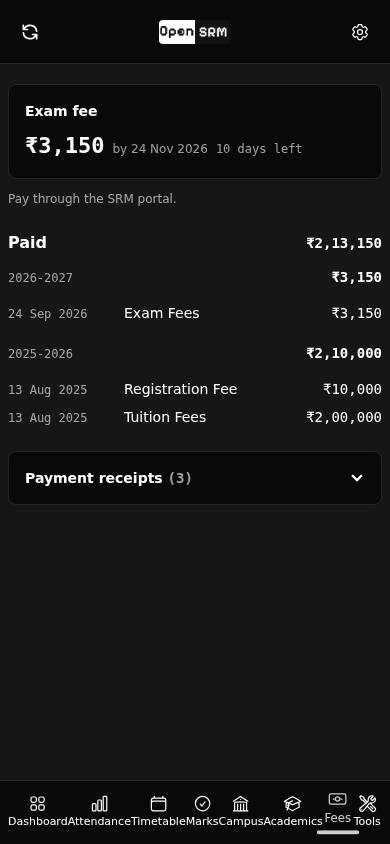 Open SRM
Exam fee
₹3,150 by 24 Nov 2026 10 days left
Pay through the SRM portal.
Paid ₹2,13,150
2026-2027 ₹3,150
24 Sep 2026 Exam Fees ₹3,150
2025-2026 ₹2,10,000
13 Aug 2025 Registration Fee ₹10,000
13 Aug 2025 Tuition Fees ₹2,00,000
Payment receipts (3)
Dashboard Attendance Timetable Marks Campus Academics Fees Tools